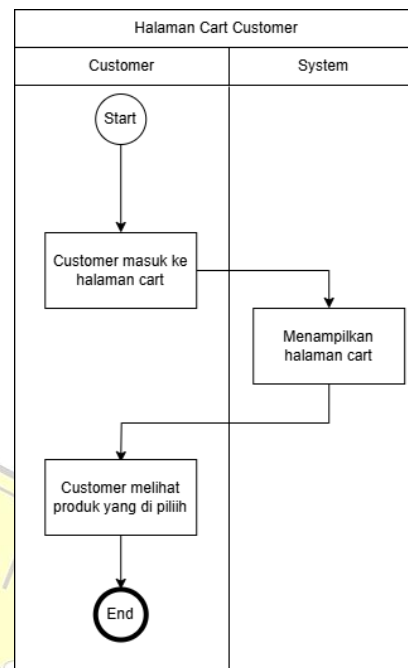 Halaman Cart Customer
Customer
System
Start
Customer masuk ke
halaman cart
Menampilkan
halaman cart
Customer melihat
produk yang di piliih
End